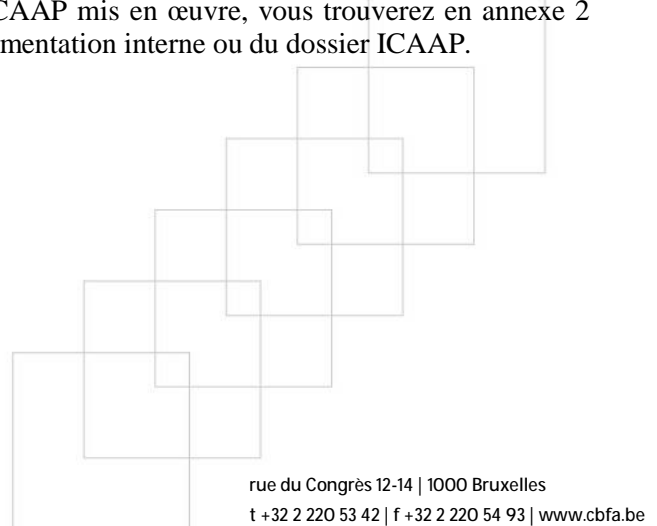 CAAP mis en œuvre, vous trouverez en annexe 2
mentation interne ou du dossier ICAAP.
rue du Congrès 12-14 | 1000 Bruxelles
t +32 2 220 53 42 | f +32 2 220 54 93 | www.cbfa.be